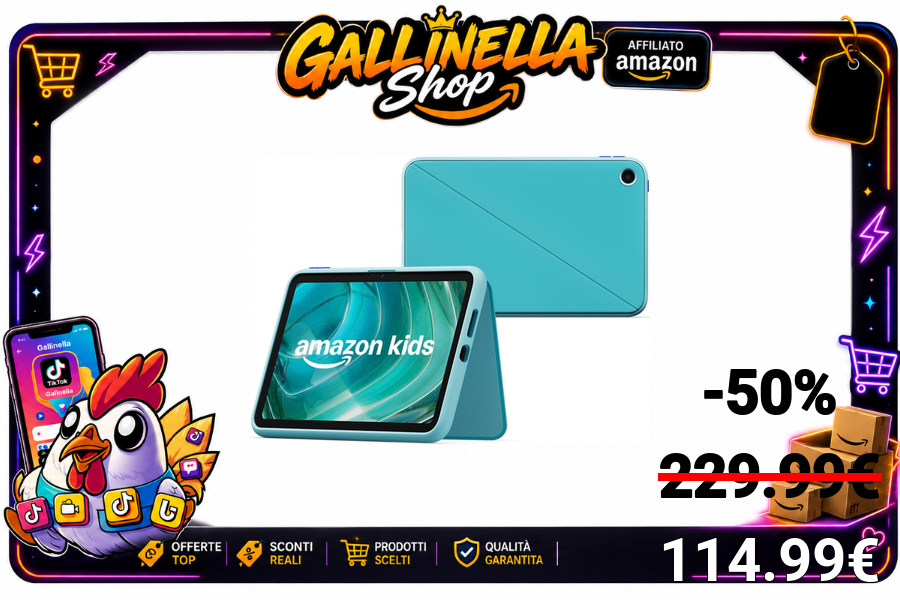 GALLINELLA
Shop
AFFILIATO
amazon
Gallinella
TikTok
Gallinella
amazon kids
-50%
229.99€
114.99€
OFFERTE
TOP
SCONTI
REALI
PRODOTTI
SCELTI
QUALITÀ
GARANTITA